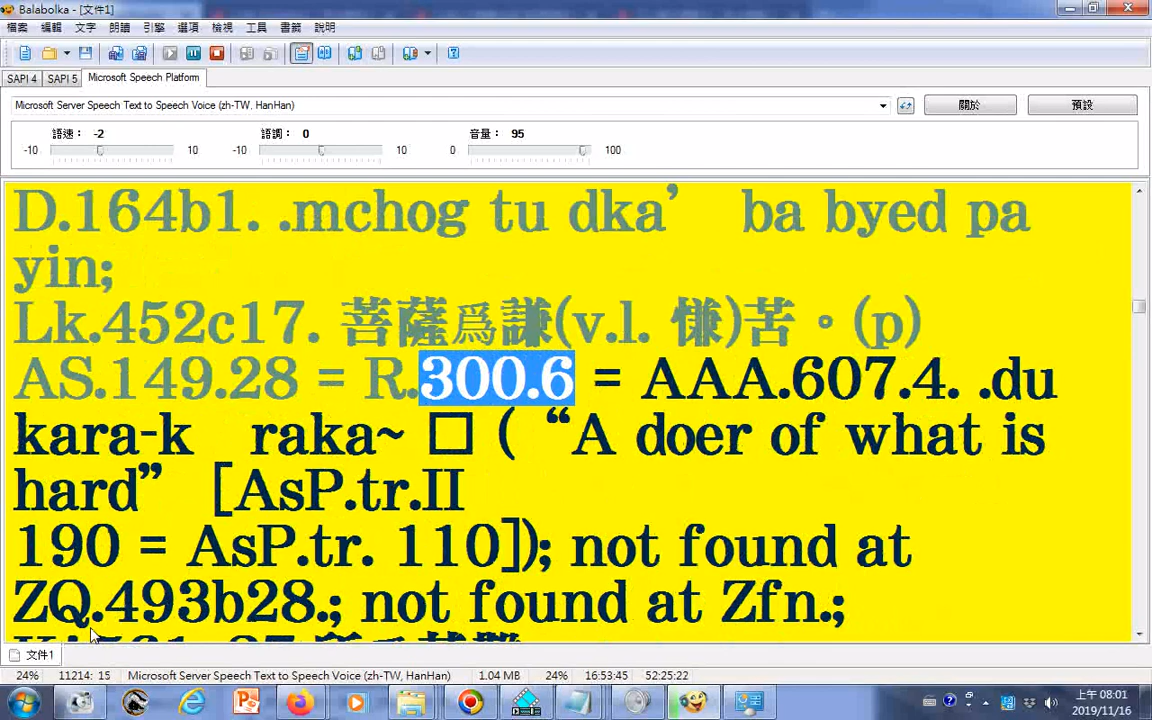 Balabolka - [文件1]
檔案 編輯 文字 朗讀 引擎 選項 檢視 工具 書籤 說明
SAPI 4 SAPI 5 Microsoft Speech Platform
Microsoft Server Speech Text to Speech Voice (zh-TW, HanHan) 關於 預設
語速： -2 語調： 0 音量： 95
-10 10 -10 10 0 100
D.164b1. .mchog tu dka’ ba byed pa
yin;
Lk.452c17. 菩薩爲謙(v.l. 慊)苦。(p)
AS.149.28 = R.300.6 = AAA.607.4. .du
kara-k raka~ □ ( “A doer of what is
hard” [AsP.tr.II
190 = AsP.tr. 110]); not found at
ZQ.493b28.; not found at Zfn.;
文件1
24% 11214: 15 Microsoft Server Speech Text to Speech Voice (zh-TW, HanHan) 1.04 MB 24% 16:53:45 52:25:22
上午 08:01
2019/11/16